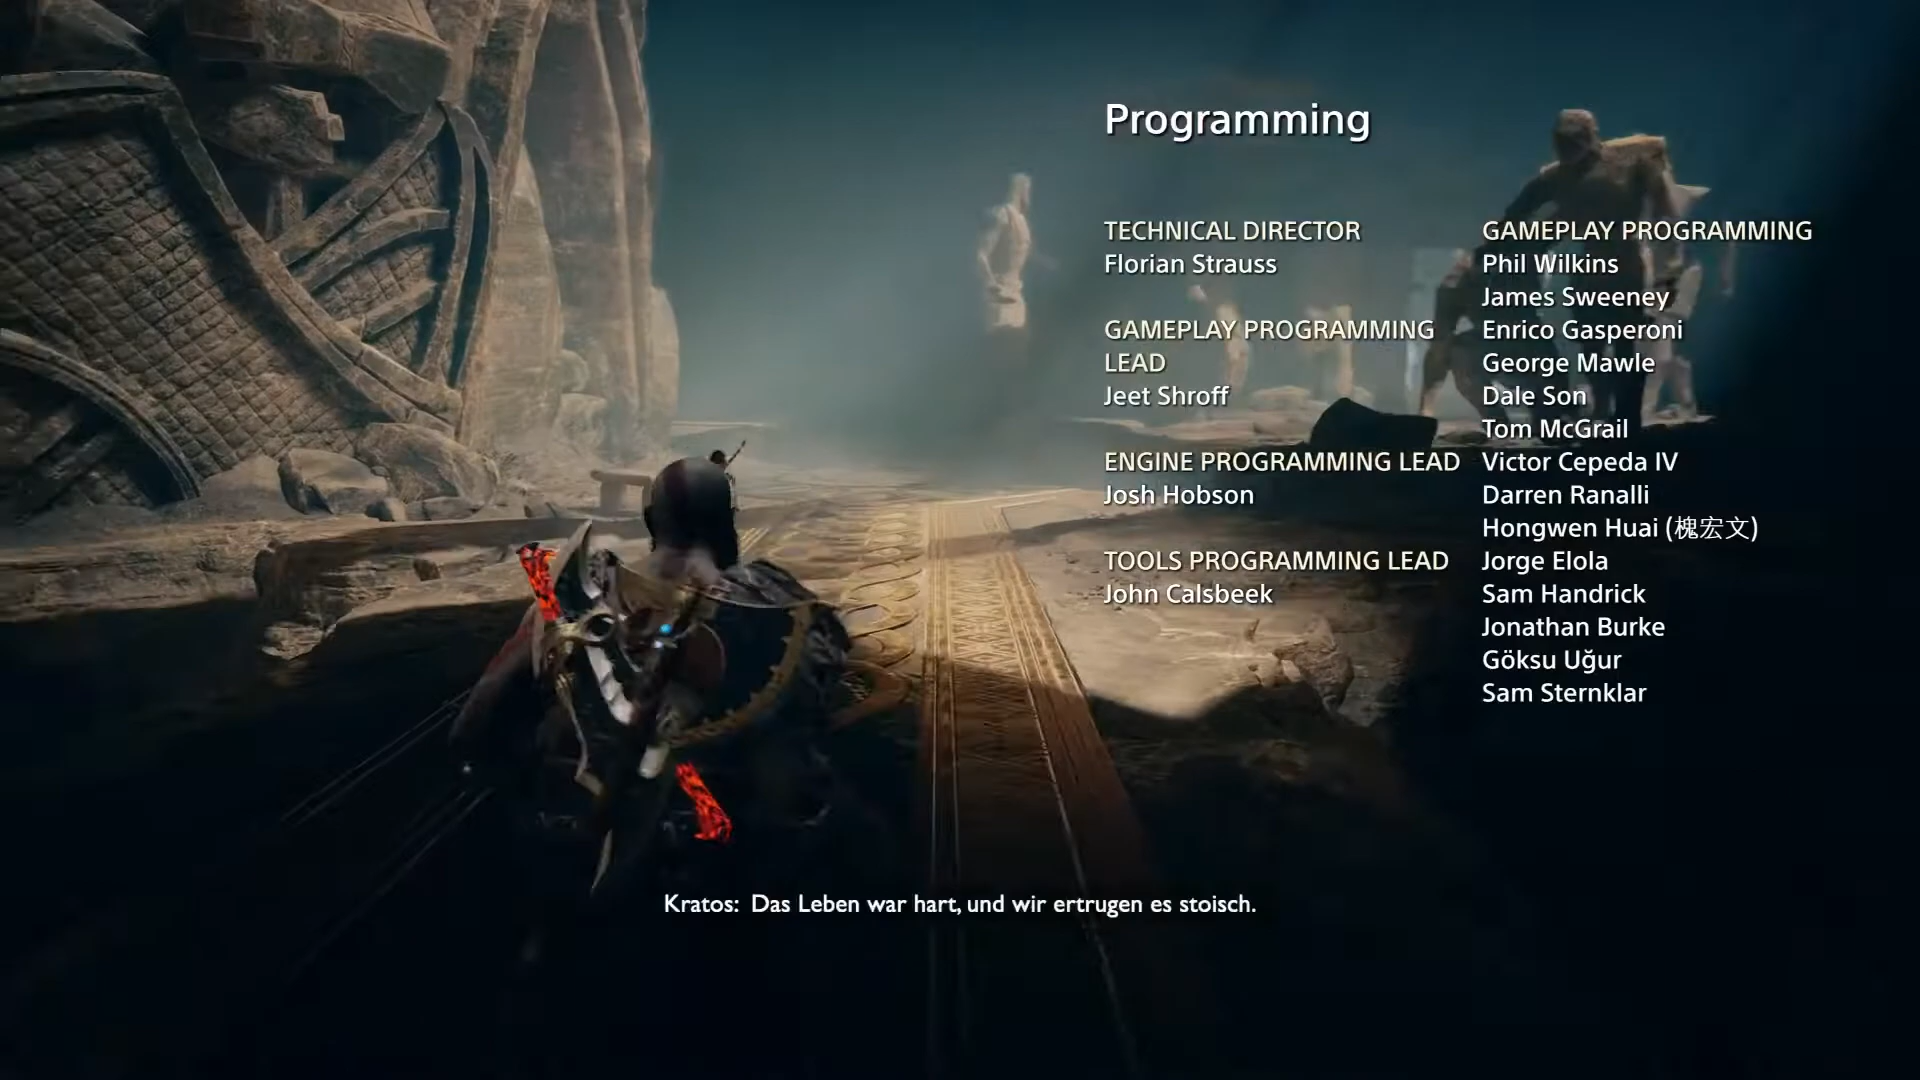 Programming
TECHNICAL DIRECTOR
Florian Strauss
GAMEPLAY PROGRAMMING
LEAD
Jeet Shroff
ENGINE PROGRAMMING LEAD
Josh Hobson
TOOLS PROGRAMMING LEAD
John Calsbeek
GAMEPLAY PROGRAMMING
Phil Wilkins
James Sweeney
Enrico Gasperoni
George Mawle
Dale Son
Tom McGrail
Victor Cepeda IV
Darren Ranalli
Hongwen Huai (槐宏文)
Jorge Elola
Sam Handrick
Jonathan Burke
Göksu Uğur
Sam Sternklar
Kratos: Das Leben war hart, und wir ertrugen es stoisch.